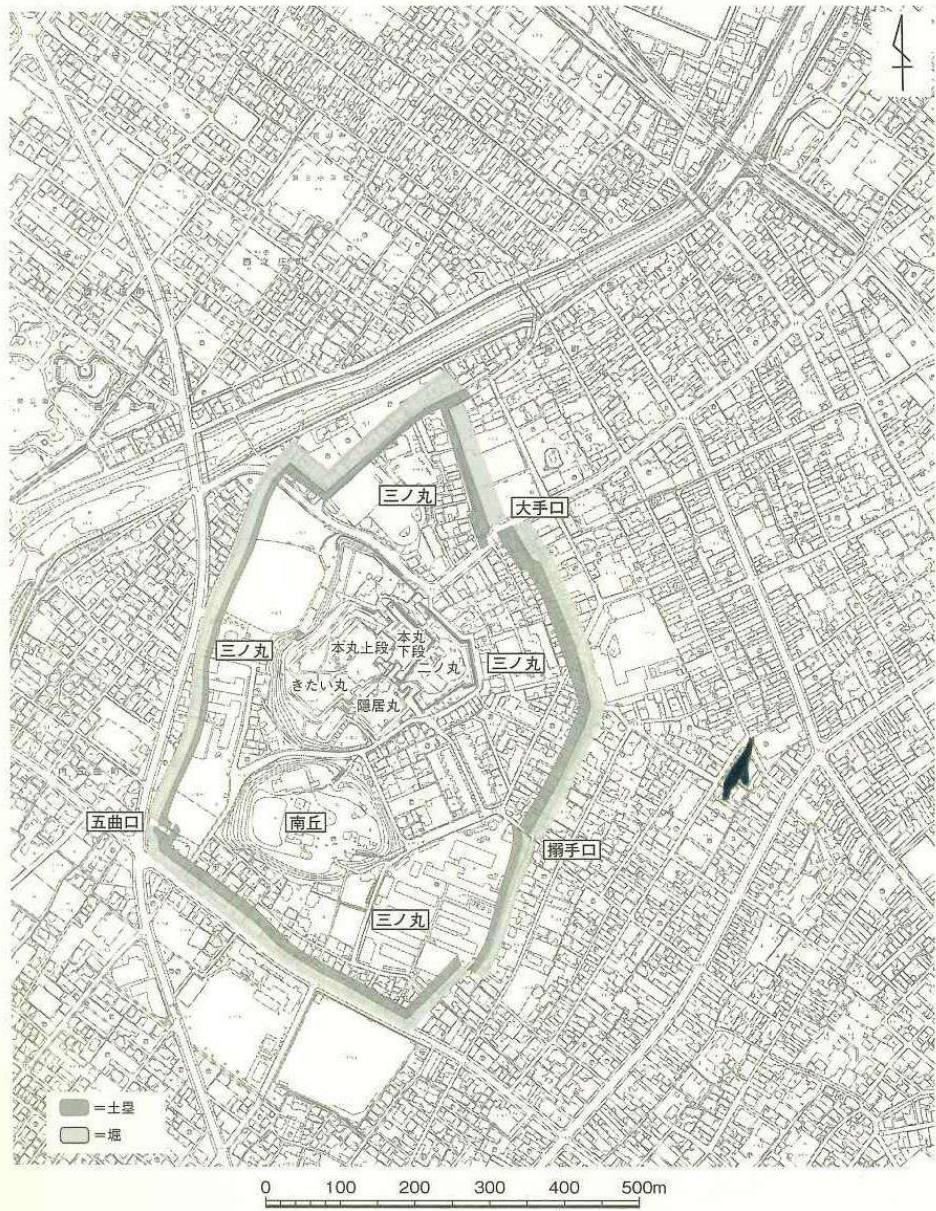 三ノ丸
大手口
本丸上段
本丸
下段
二ノ丸
三ノ丸
三ノ丸
きたい丸
隠居丸
五曲口
南丘
搦手口
三ノ丸
=土塁
=堀
0 100 200 300 400 500m